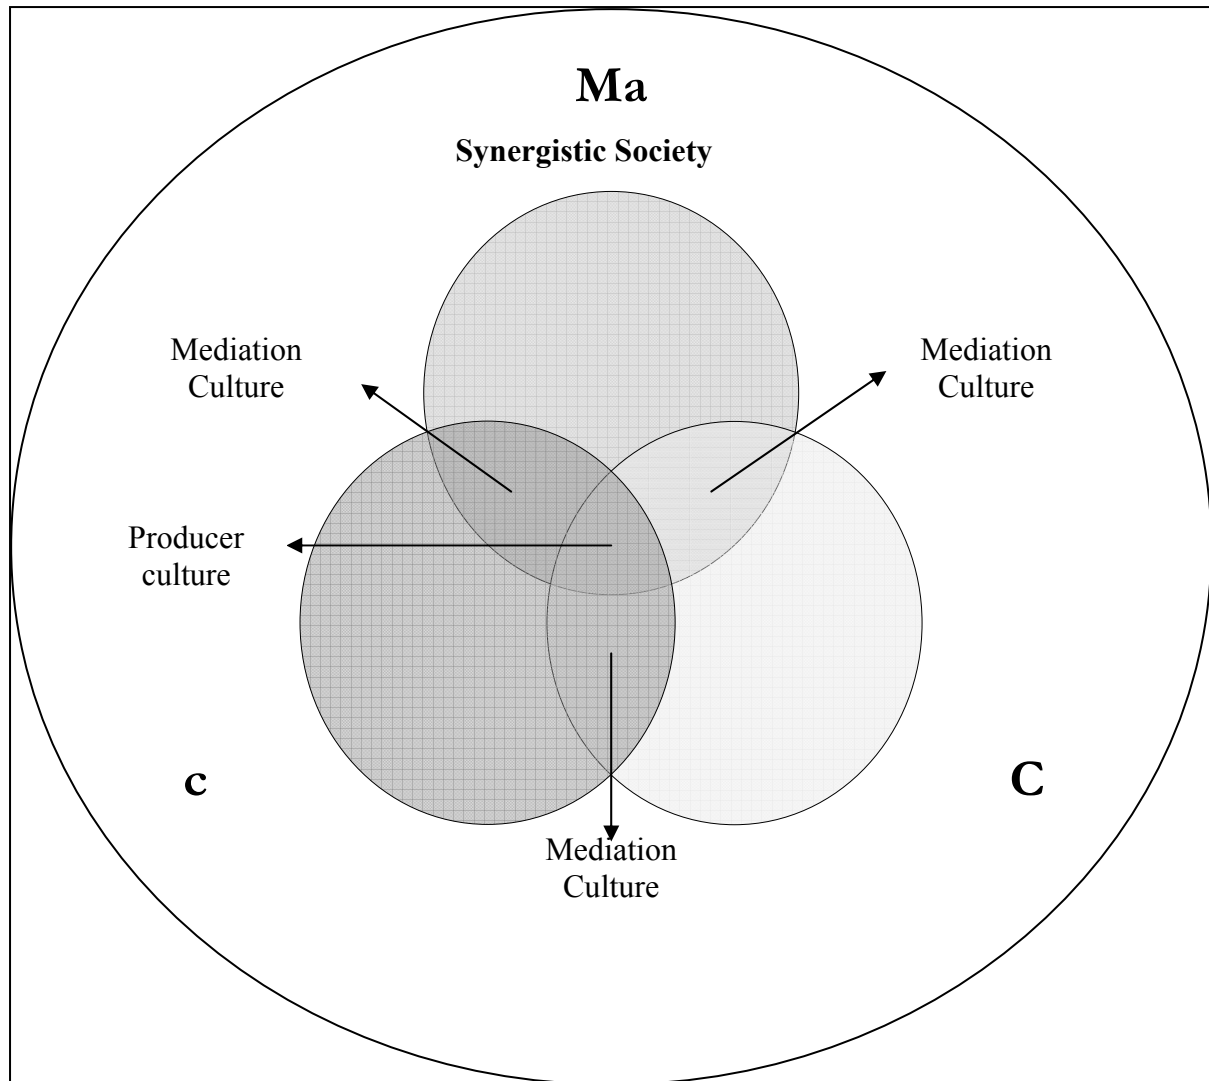 Ma
Synergistic Society
Mediation
Culture
Mediation
Culture
Producer
culture
c
C
Mediation
Culture